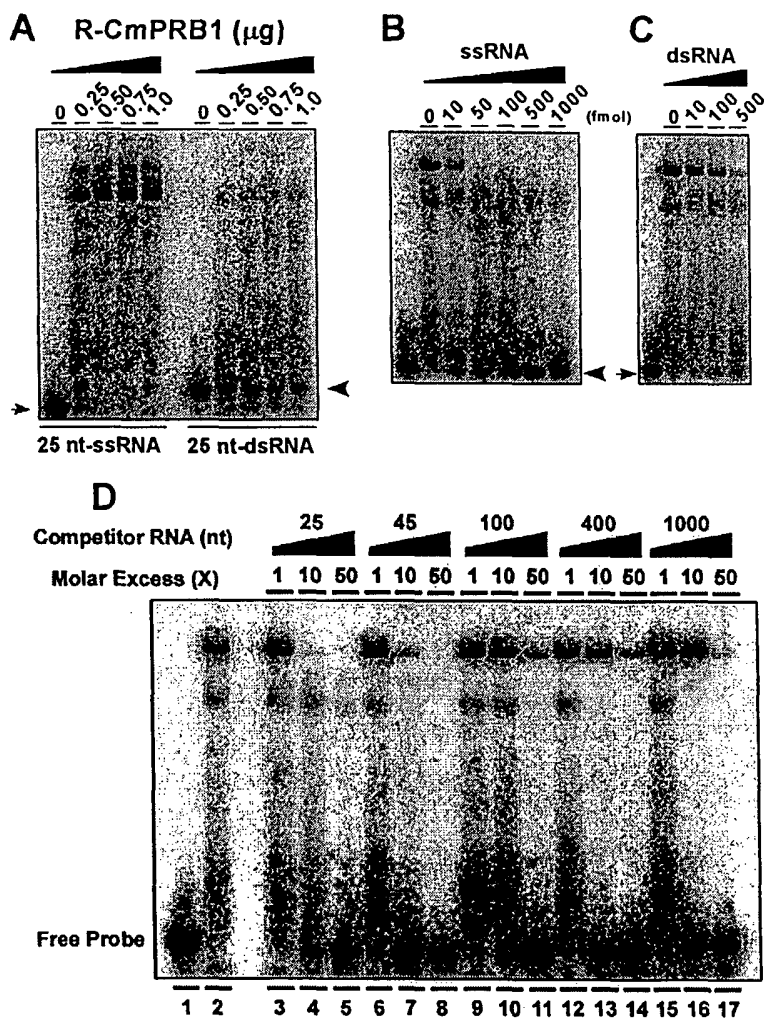 A
R-CmPRB1 (µg)
0 0.25 0.50 0.75 1.0 0 0.25 0.50 0.75 1.0
25 nt-ssRNA 25 nt-dsRNA
B
ssRNA
0 10 50 100 500 1000 (fmol)
C
dsRNA
0 10 100 500
D
Competitor RNA (nt) 25 45 100 400 1000
Molar Excess (X) 1 10 50 1 10 50 1 10 50 1 10 50 1 10 50
Free Probe
1 2 3 4 5 6 7 8 9 10 11 12 13 14 15 16 17